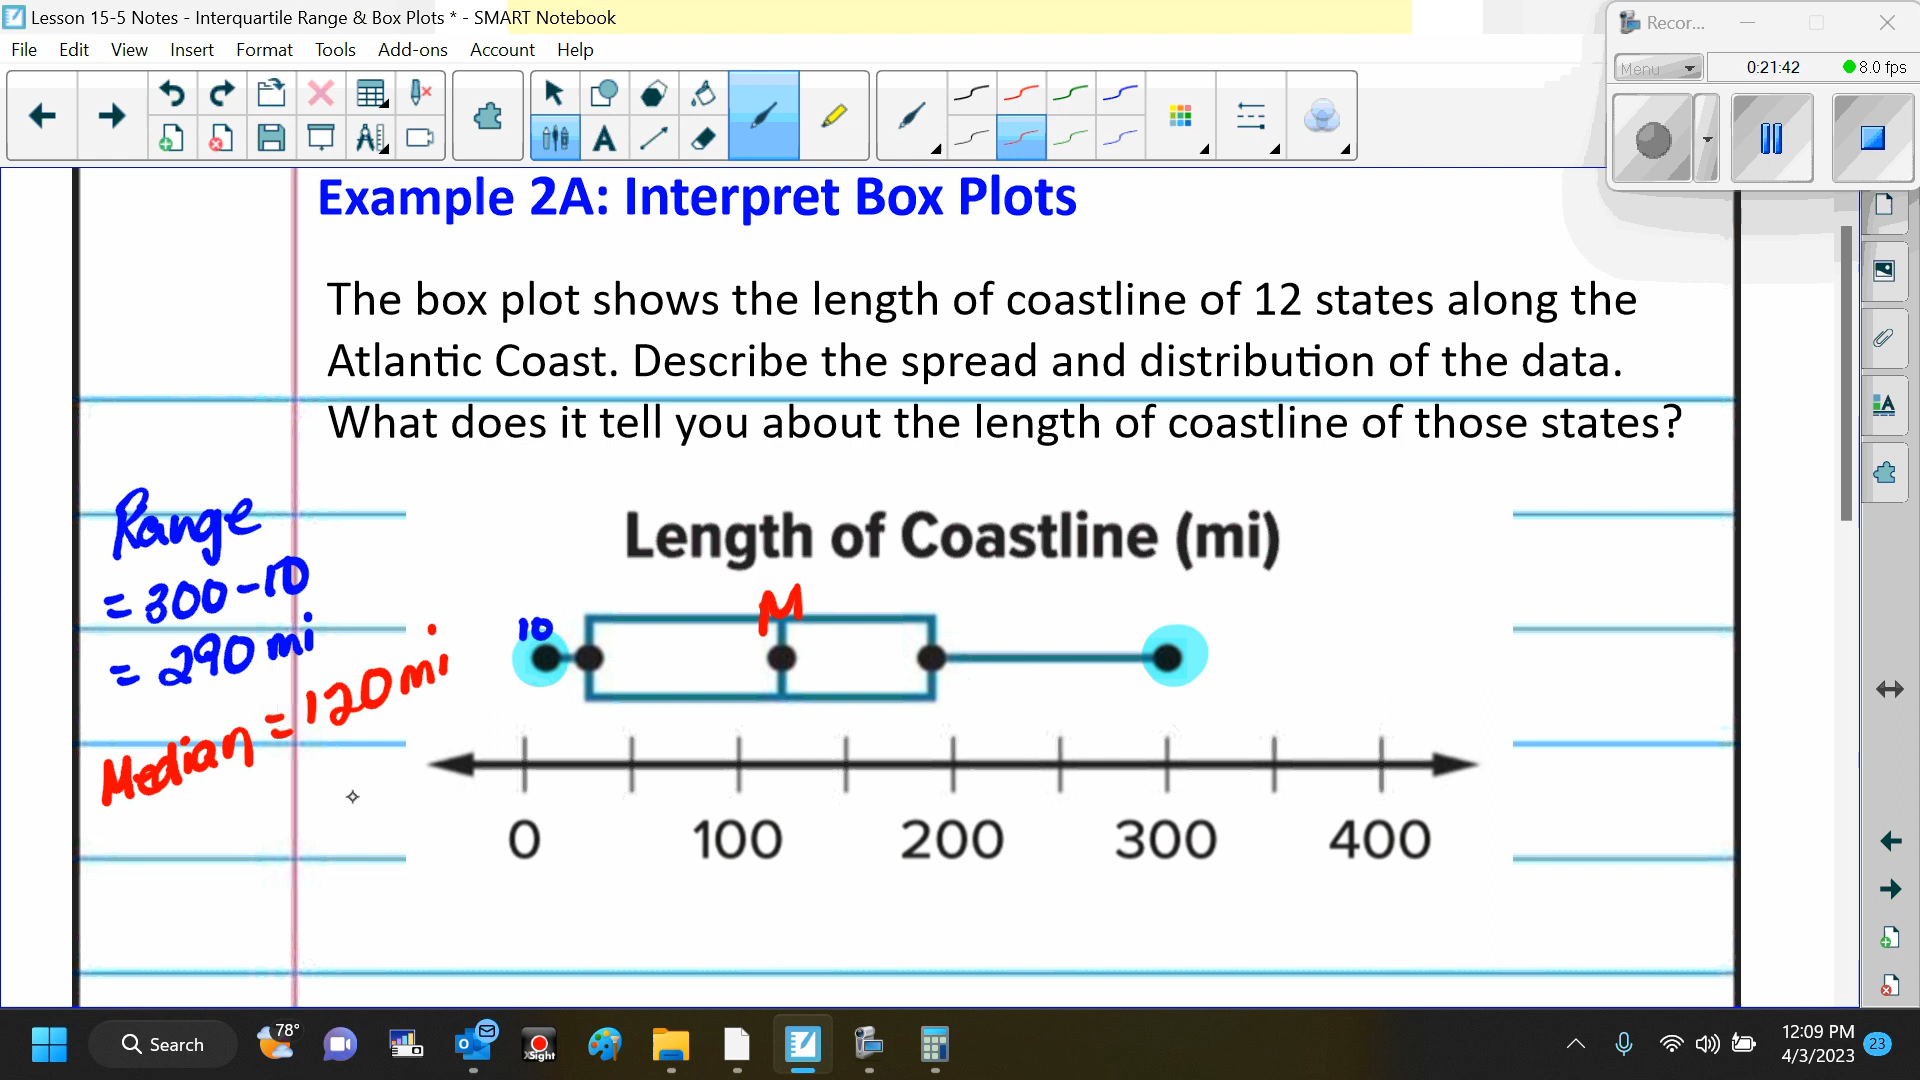 Lesson 15-5 Notes - Interquartile Range & Box Plots * - SMART Notebook
Recor...
File Edit View Insert Format Tools Add-ons Account Help
Menu
0:21:42
8.0 fps
Example 2A: Interpret Box Plots
The box plot shows the length of coastline of 12 states along the
Atlantic Coast. Describe the spread and distribution of the data.
What does it tell you about the length of coastline of those states?
Range
= 300-10
= 290 mi
Median = 120 mi
Length of Coastline (mi)
10
M
0 100 200 300 400
78°
Search
XSight
12:09 PM
4/3/2023
23